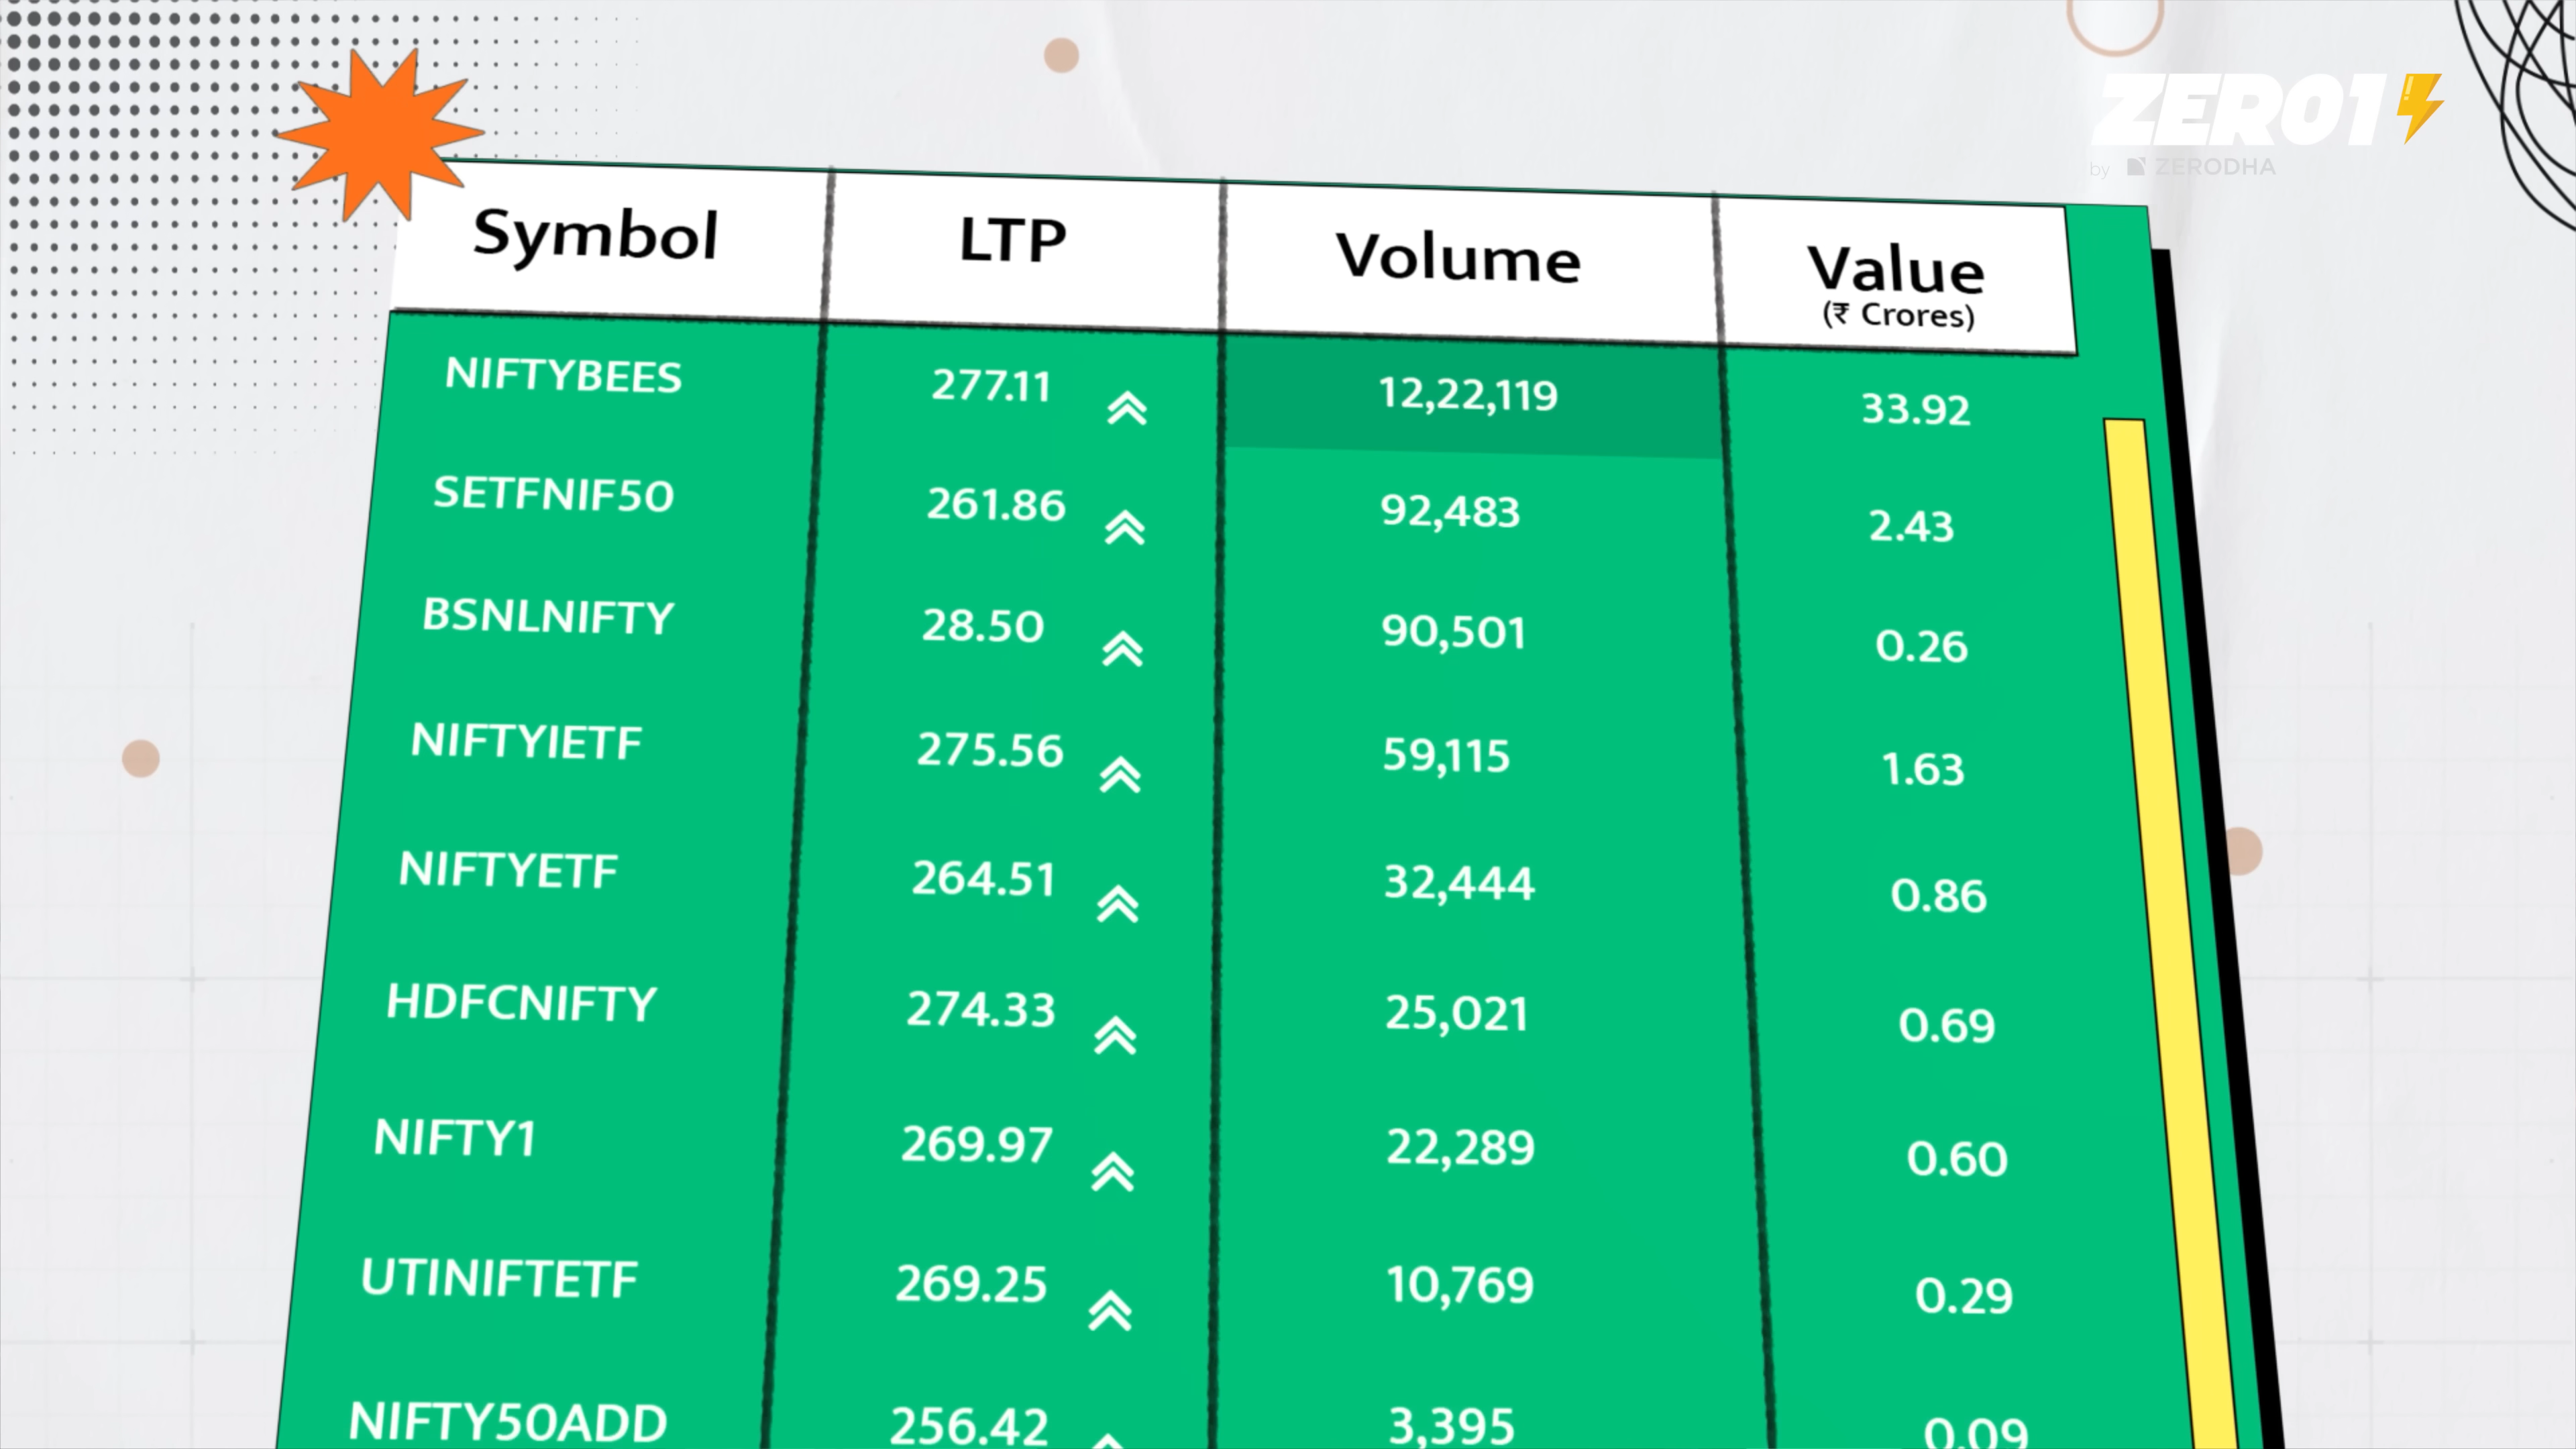 ZERO1
by ZERODHA
Symbol LTP Volume Value
(₹ Crores)
NIFTYBEES 277.11 12,22,119 33.92
SETFNIF50 261.86 92,483 2.43
BSNLNIFTY 28.50 90,501 0.26
NIFTYIETF 275.56 59,115 1.63
NIFTYETF 264.51 32,444 0.86
HDFCNIFTY 274.33 25,021 0.69
NIFTY1 269.97 22,289 0.60
UTINIFTETF 269.25 10,769 0.29
NIFTY50ADD 256.42 3,395 0.09